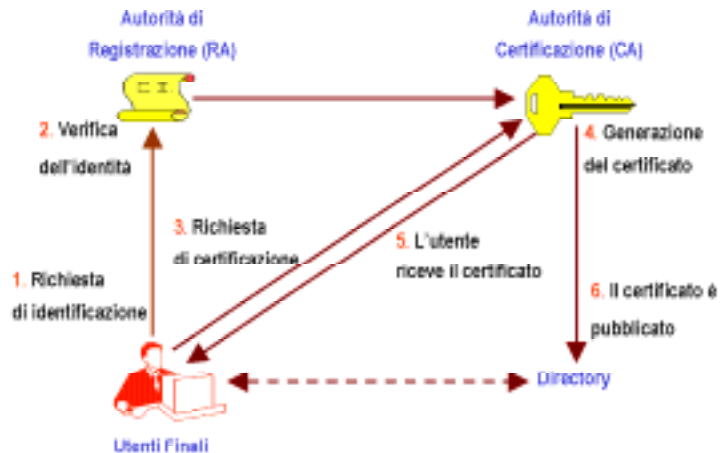 Autorità di
Registrazione (RA)
Autorità di
Certificazione (CA)
2. Verifica
dell'identità
4. Generazione
del certificato
3. Richiesta
di certificazione
5. L'utente
riceve il certificato
1. Richiesta
di identificazione
6. Il certificato è
pubblicato
Directory
Utenti Finali